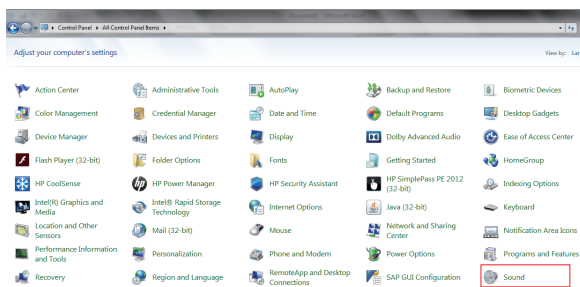 Control Panel ▸ All Control Panel Items ▸
Adjust your computer's settings
View by: Lar
Action Center
Administrative Tools
AutoPlay
Backup and Restore
Biometric Devices
Color Management
Credential Manager
Date and Time
Default Programs
Desktop Gadgets
Device Manager
Devices and Printers
Display
Dolby Advanced Audio
Ease of Access Center
Flash Player (32-bit)
Folder Options
Fonts
Getting Started
HomeGroup
HP CoolSense
HP Power Manager
HP Security Assistant
HP SimplePass PE 2012
(32-bit)
Indexing Options
Intel(R) Graphics and
Media
Intel® Rapid Storage
Technology
Internet Options
Java (32-bit)
Keyboard
Location and Other
Sensors
Mail (32-bit)
Mouse
Network and Sharing
Center
Notification Area Icons
Performance Information
and Tools
Personalization
Phone and Modem
Power Options
Programs and Features
Recovery
Region and Language
RemoteApp and Desktop
Connections
SAP GUI Configuration
Sound